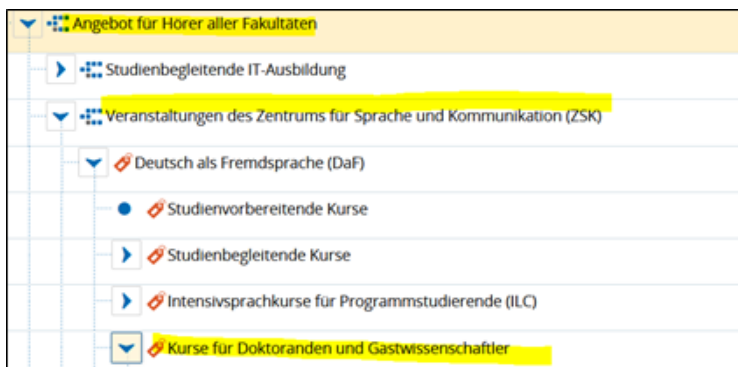 Angebot für Hörer aller Fakultäten
Studienbegleitende IT-Ausbildung
Veranstaltungen des Zentrums für Sprache und Kommunikation (ZSK)
Deutsch als Fremdsprache (DaF)
Studienvorbereitende Kurse
Studienbegleitende Kurse
Intensivsprachkurse für Programmstudierende (ILC)
Kurse für Doktoranden und Gastwissenschaftler